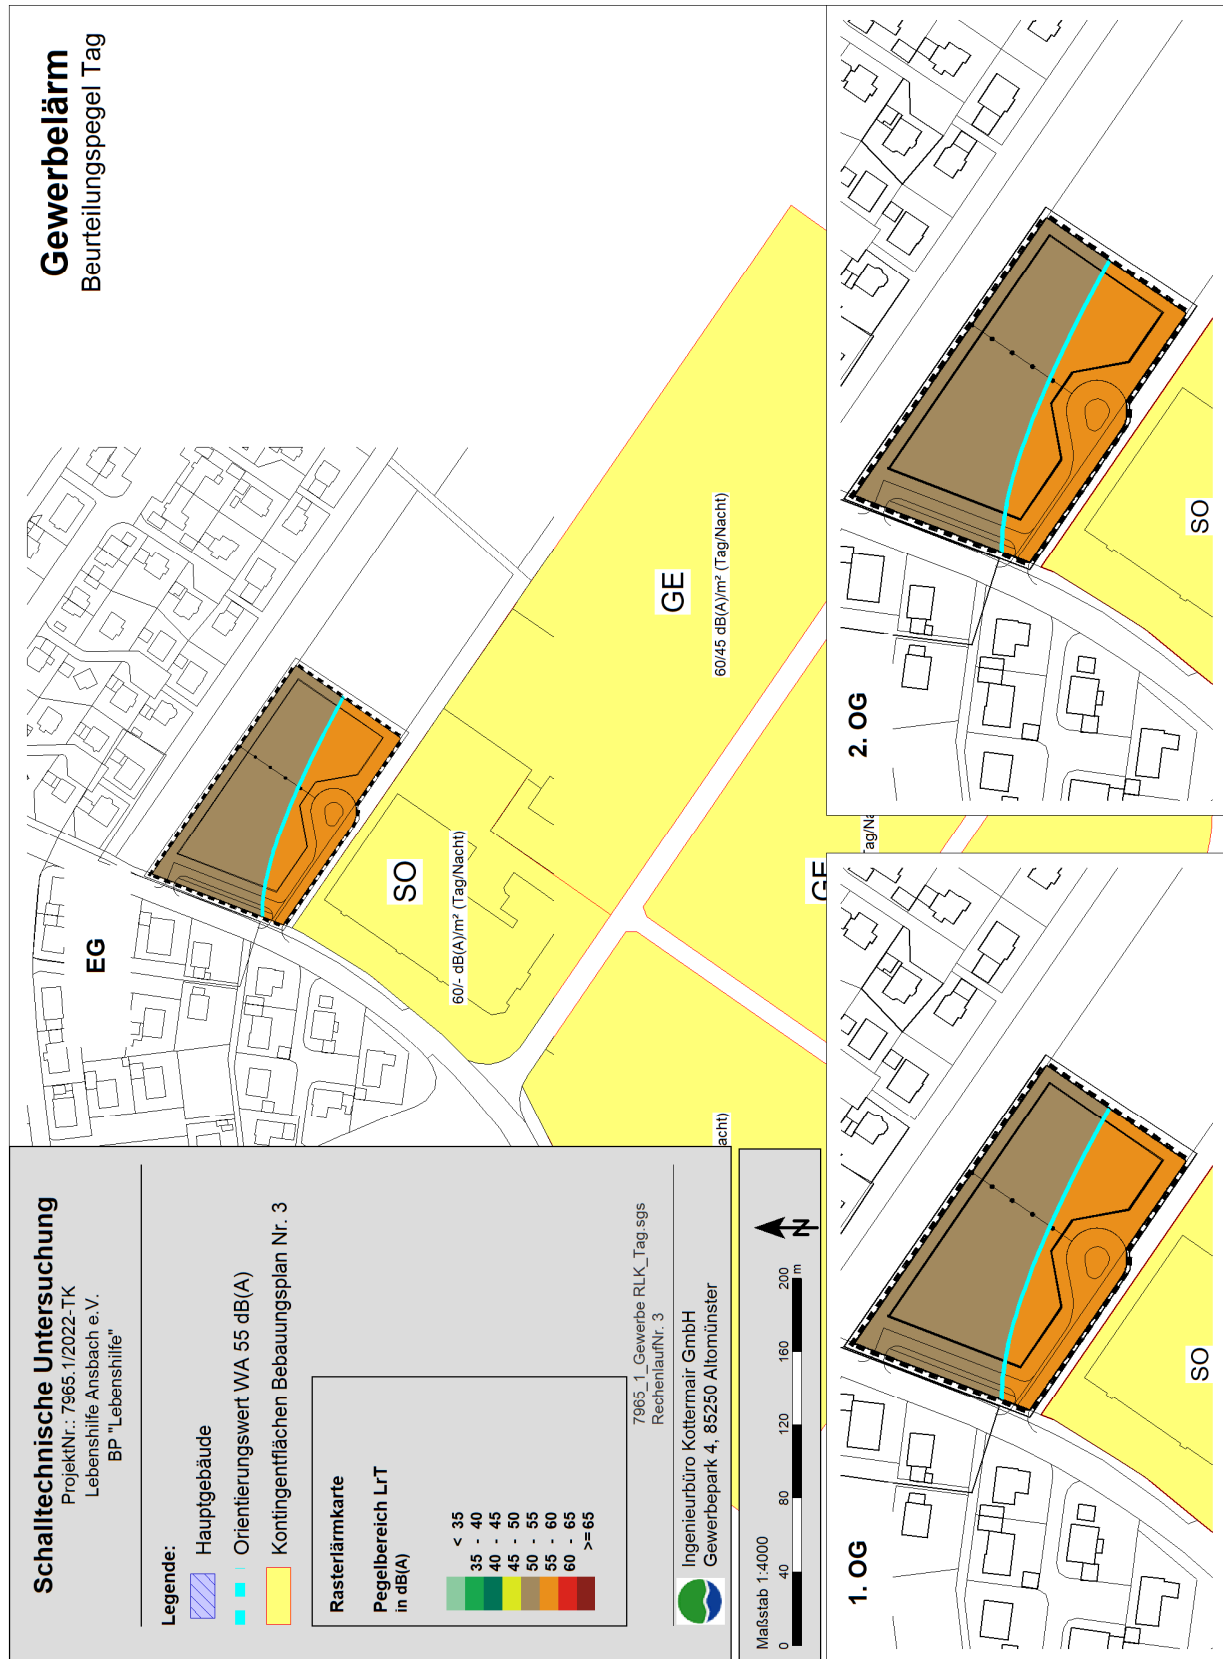 Gewerbelärm
Beurteilungspegel Tag
Schalltechnische Untersuchung
ProjektNr.: 7965.1/2022-TK
Lebenshilfe Ansbach e.V.
BP "Lebenshilfe"
Legende:
Hauptgebäude
Orientierungswert WA 55 dB(A)
Kontingentflächen Bebauungsplan Nr. 3
Rasterlärmkarte
Pegelbereich LrT
in dB(A)
< 35
35 - 40
40 - 45
45 - 50
50 - 55
55 - 60
60 - 65
>= 65
7965_1_Gewerbe RLK_Tag.sgs
RechenlaufNr. 3
Ingenieurbüro Kottermair GmbH
Gewerbepark 4, 85250 Altomünster
Maßstab 1:4000
0 40 80 120 160 200
m
N
EG
SO
60/- dB(A)/m² (Tag/Nacht)
GE
60/45 dB(A)/m² (Tag/Nacht)
GE
Tag/Na
acht)
1. OG
SO
2. OG
SO